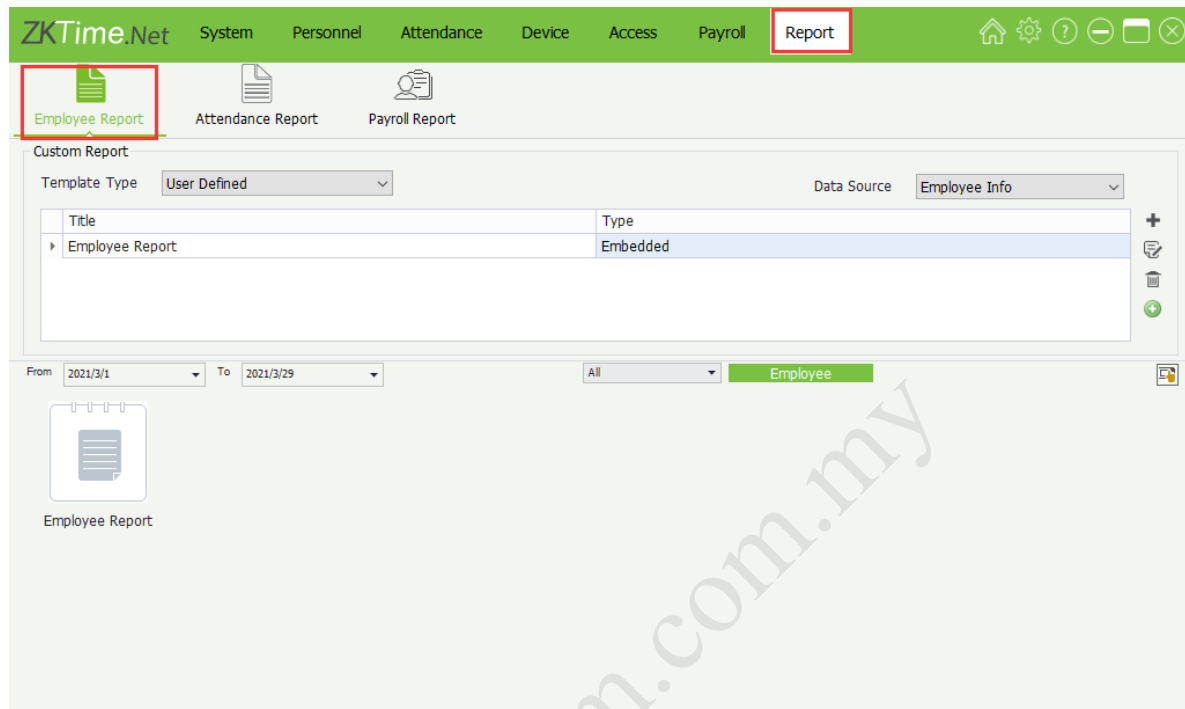 ZKTime.Net System Personnel Attendance Device Access Payroll Report
Employee Report Attendance Report Payroll Report
Custom Report
Template Type User Defined Data Source Employee Info
Title Type
Employee Report Embedded
From 2021/3/1 To 2021/3/29 All Employee
Employee Report
m.com.my